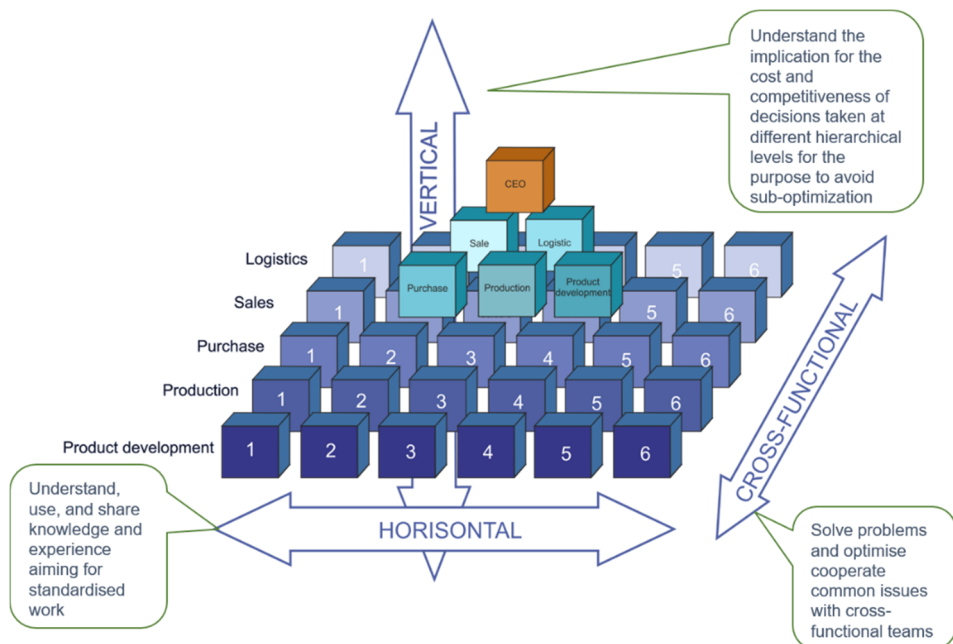 Understand the
implication for the
cost and
competitiveness of
decisions taken at
different hierarchical
levels for the
purpose to avoid
sub-optimization
VERTICAL
CEO
Sale
Logistic
Purchase
Production
Product
development
Logistics
1
5
6
Sales
1
5
6
Purchase
1
2
3
4
5
6
Production
1
2
3
4
5
6
Product development
1
2
3
4
5
6
CROSS-FUNCTIONAL
HORISONTAL
Understand,
use, and share
knowledge and
experience
aiming for
standardised
work
Solve problems
and optimise
cooperate
common issues
with cross-
functional teams